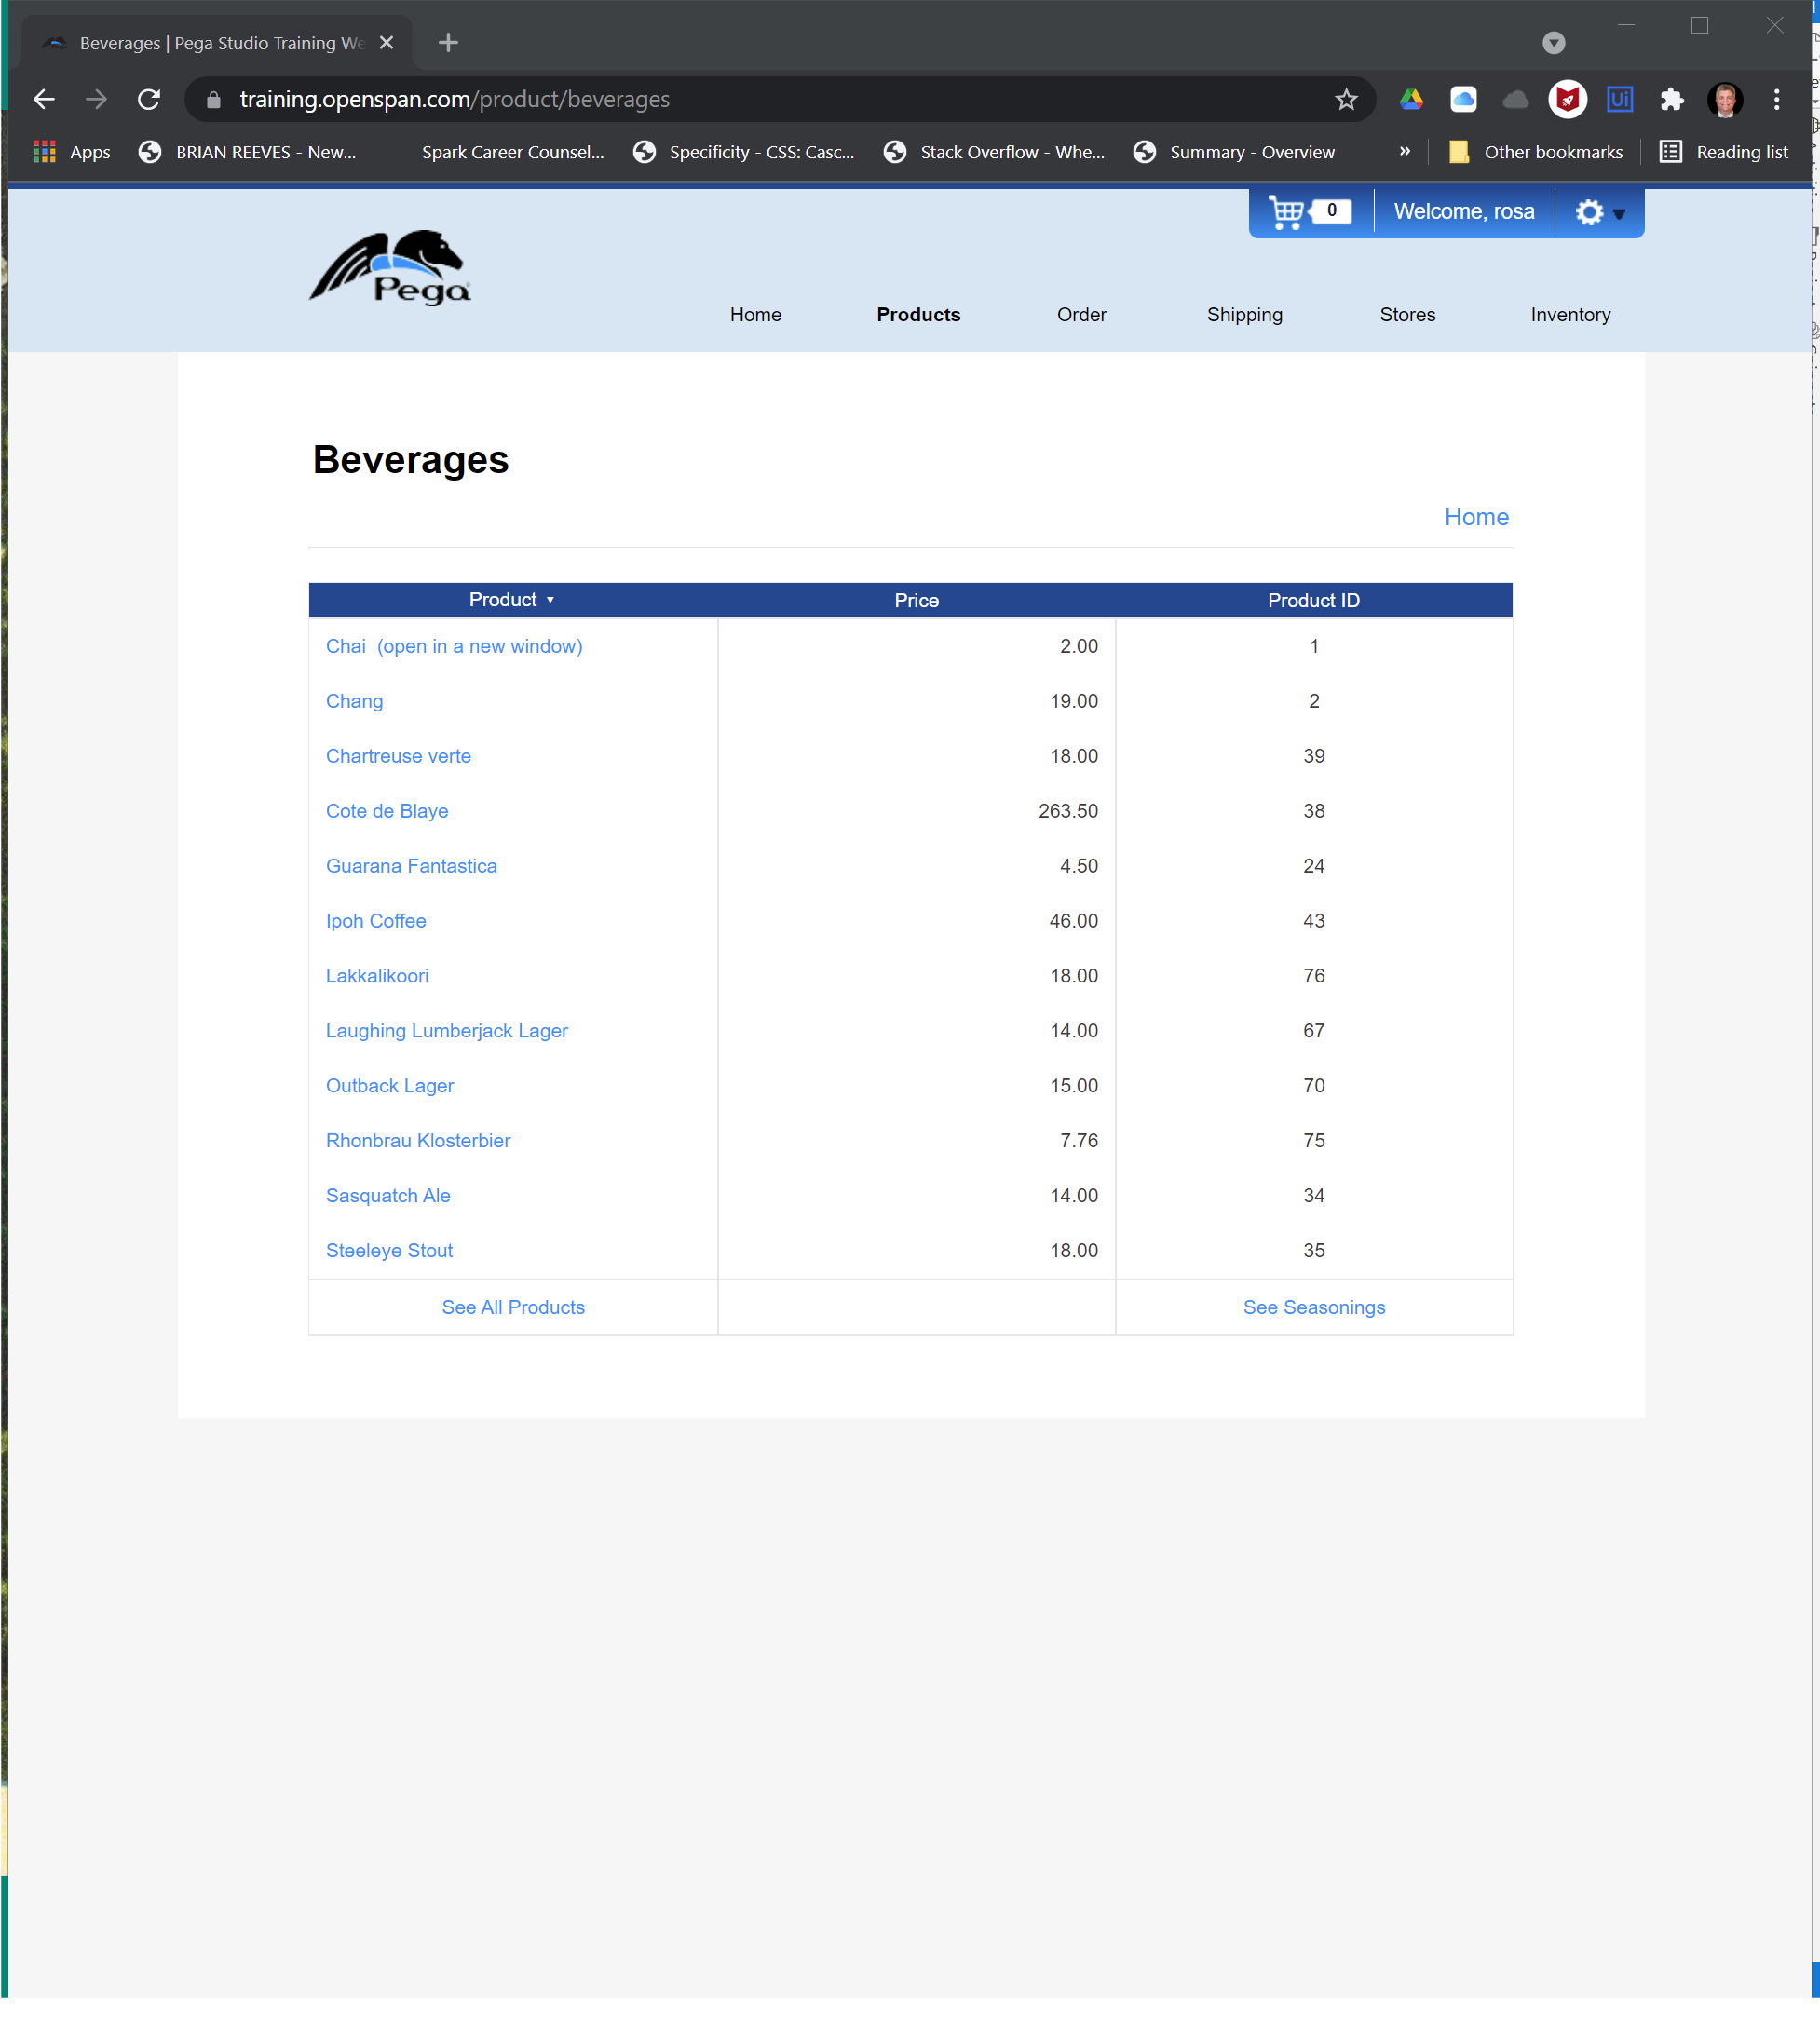 Beverages | Pega Studio Training We
training.openspan.com/product/beverages
Apps BRIAN REEVES - New... Spark Career Counsel... Specificity - CSS: Casc... Stack Overflow - Whe... Summary - Overview » Other bookmarks Reading list
0 Welcome, rosa
Pega
Home Products Order Shipping Stores Inventory
Beverages
Home
Product ▼ Price Product ID
Chai (open in a new window) 2.00 1
Chang 19.00 2
Chartreuse verte 18.00 39
Cote de Blaye 263.50 38
Guarana Fantastica 4.50 24
Ipoh Coffee 46.00 43
Lakkalikoori 18.00 76
Laughing Lumberjack Lager 14.00 67
Outback Lager 15.00 70
Rhonbrau Klosterbier 7.76 75
Sasquatch Ale 14.00 34
Steeleye Stout 18.00 35
See All Products See Seasonings